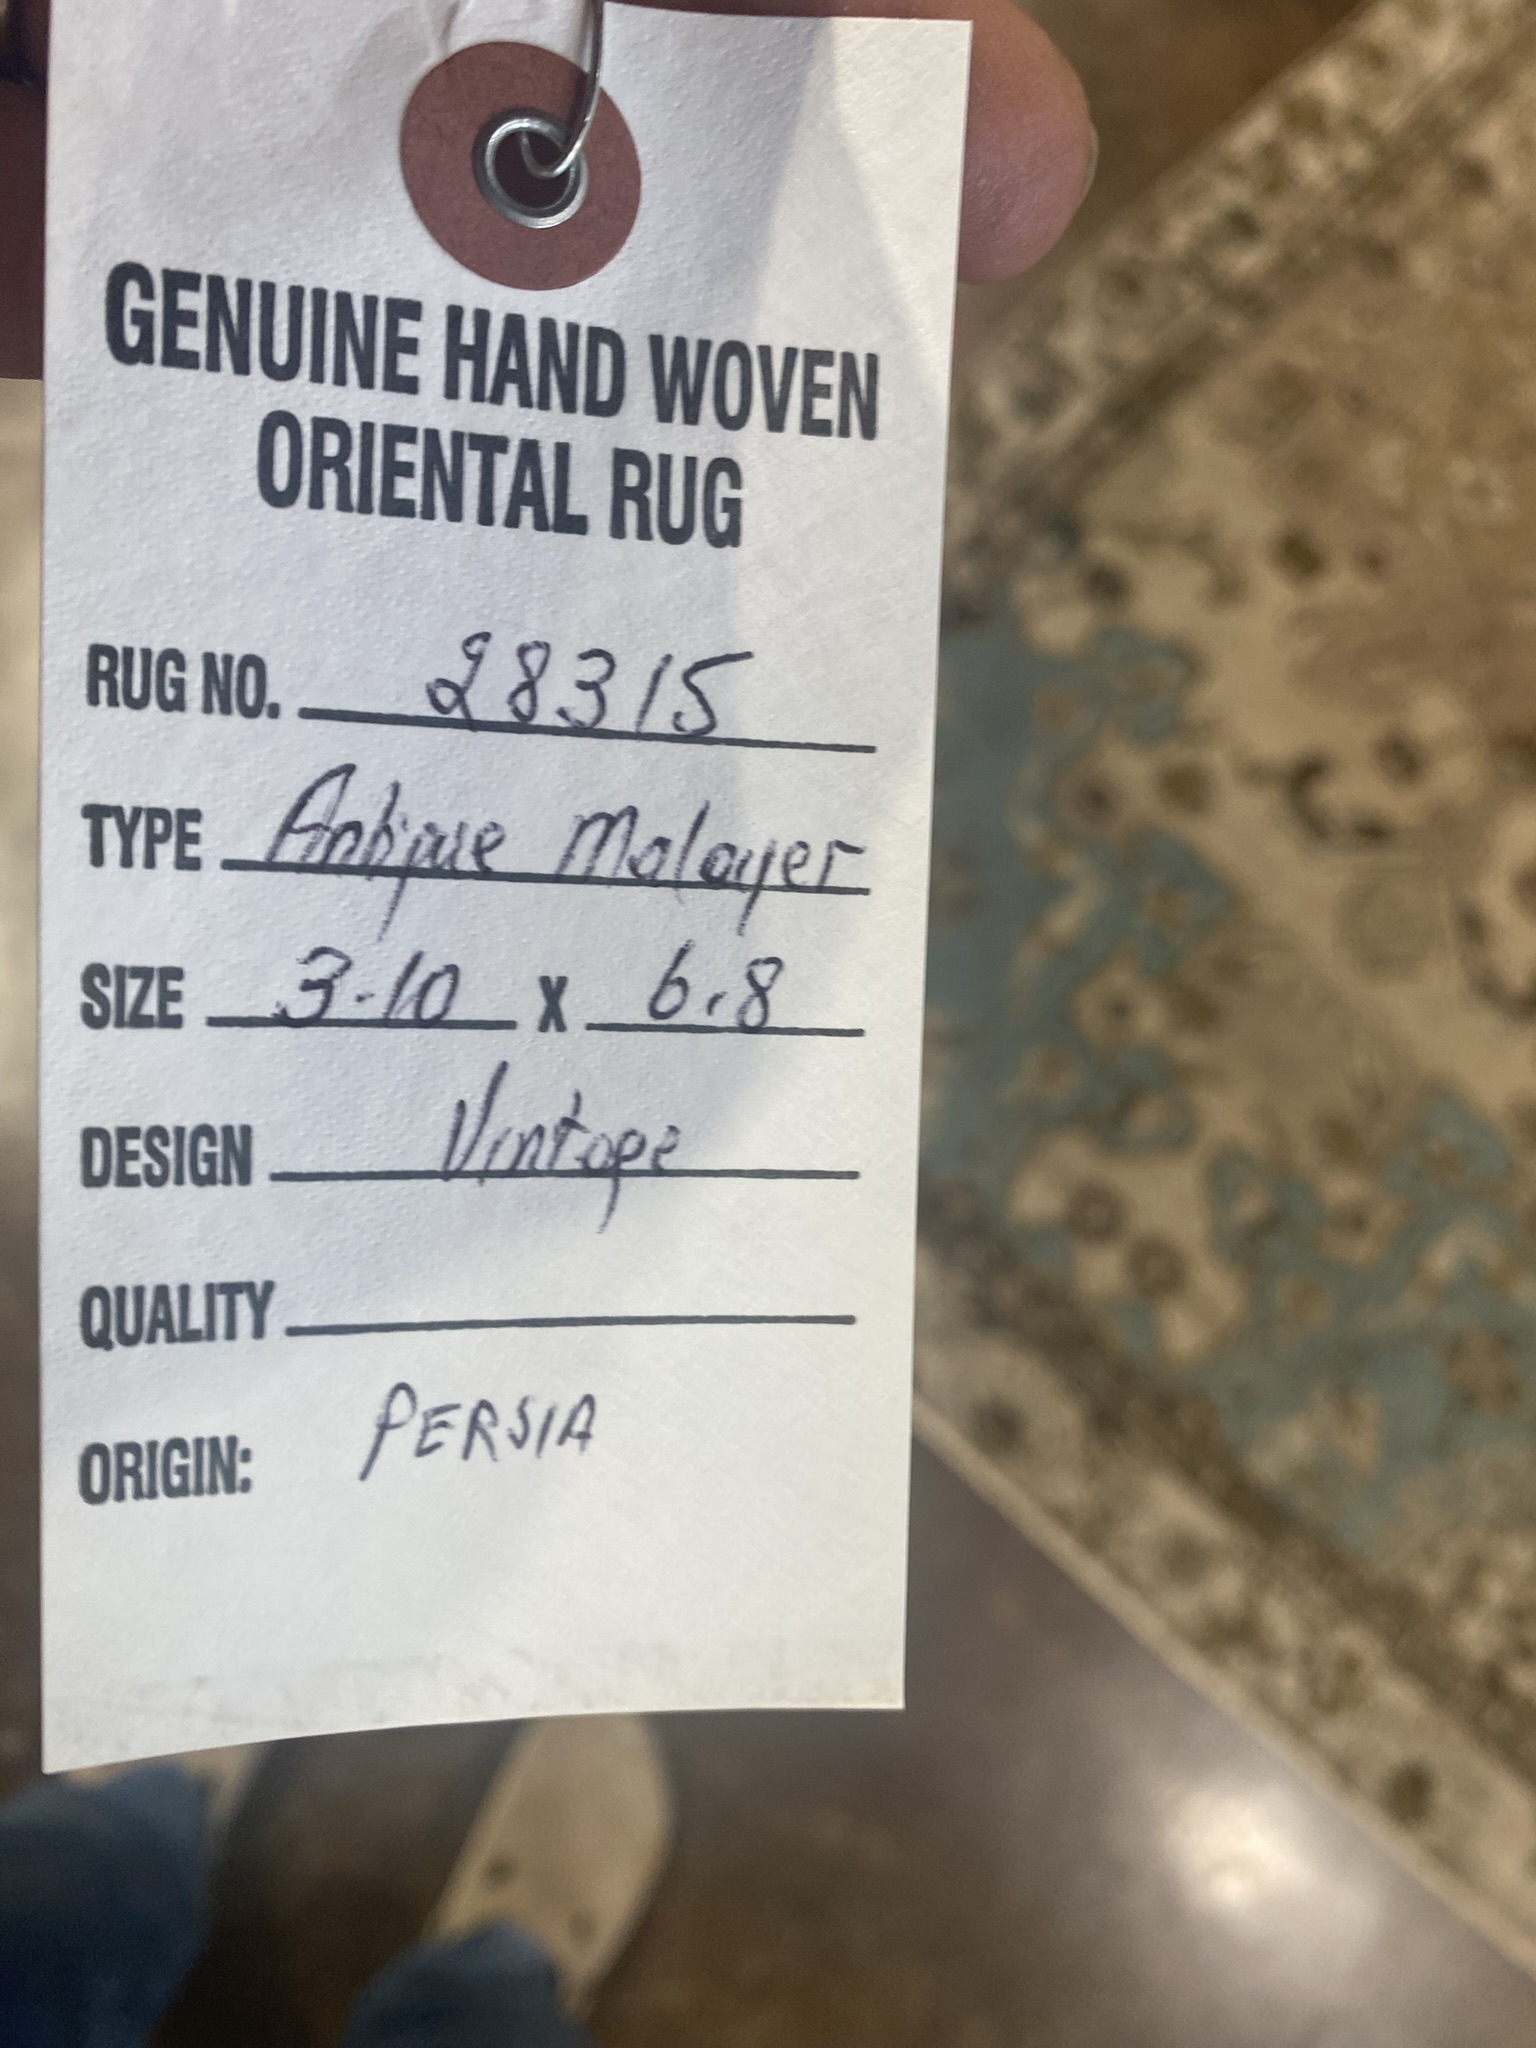 GENUINE HAND WOVEN
ORIENTAL RUG
RUG NO. 28315
TYPE Antique Malayer
SIZE 3.10 X 6.8
DESIGN Vintage
QUALITY
ORIGIN: PERSIA